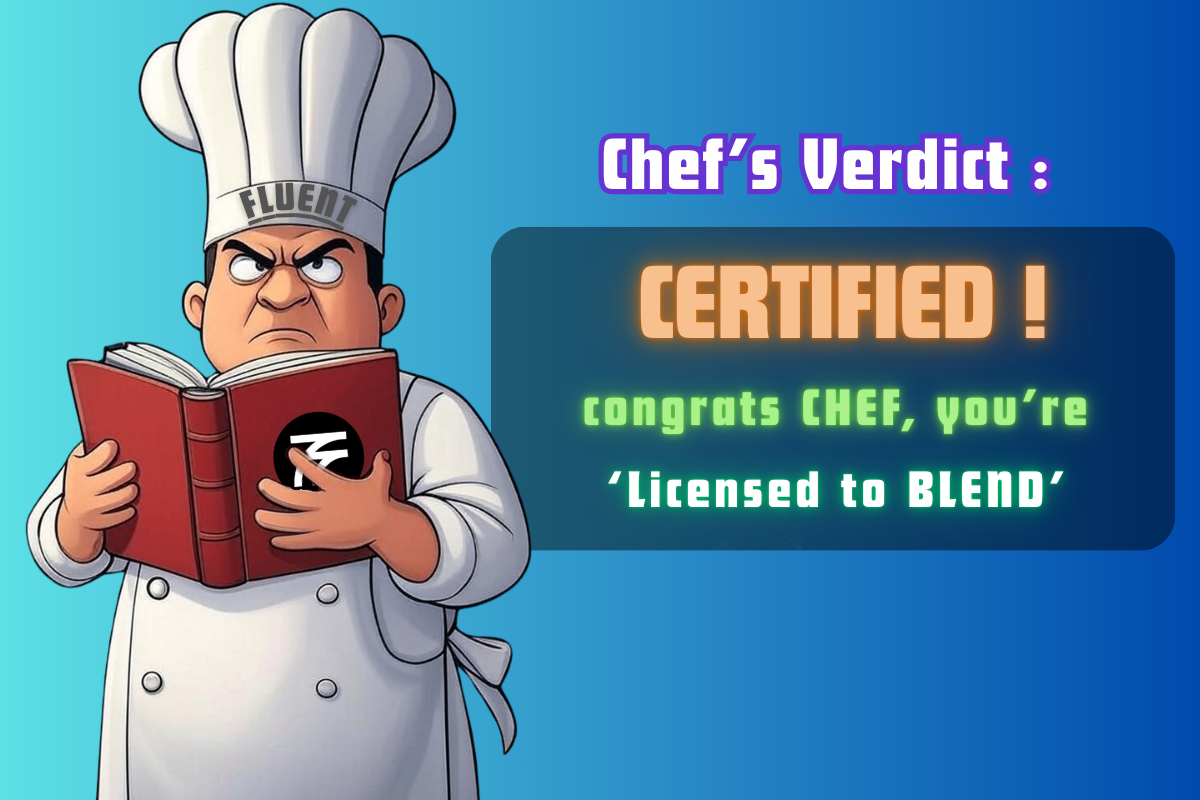 FLUENT
Chef's Verdict :
CERTIFIED !
congrats CHEF, you're
'Licensed to BLEND'